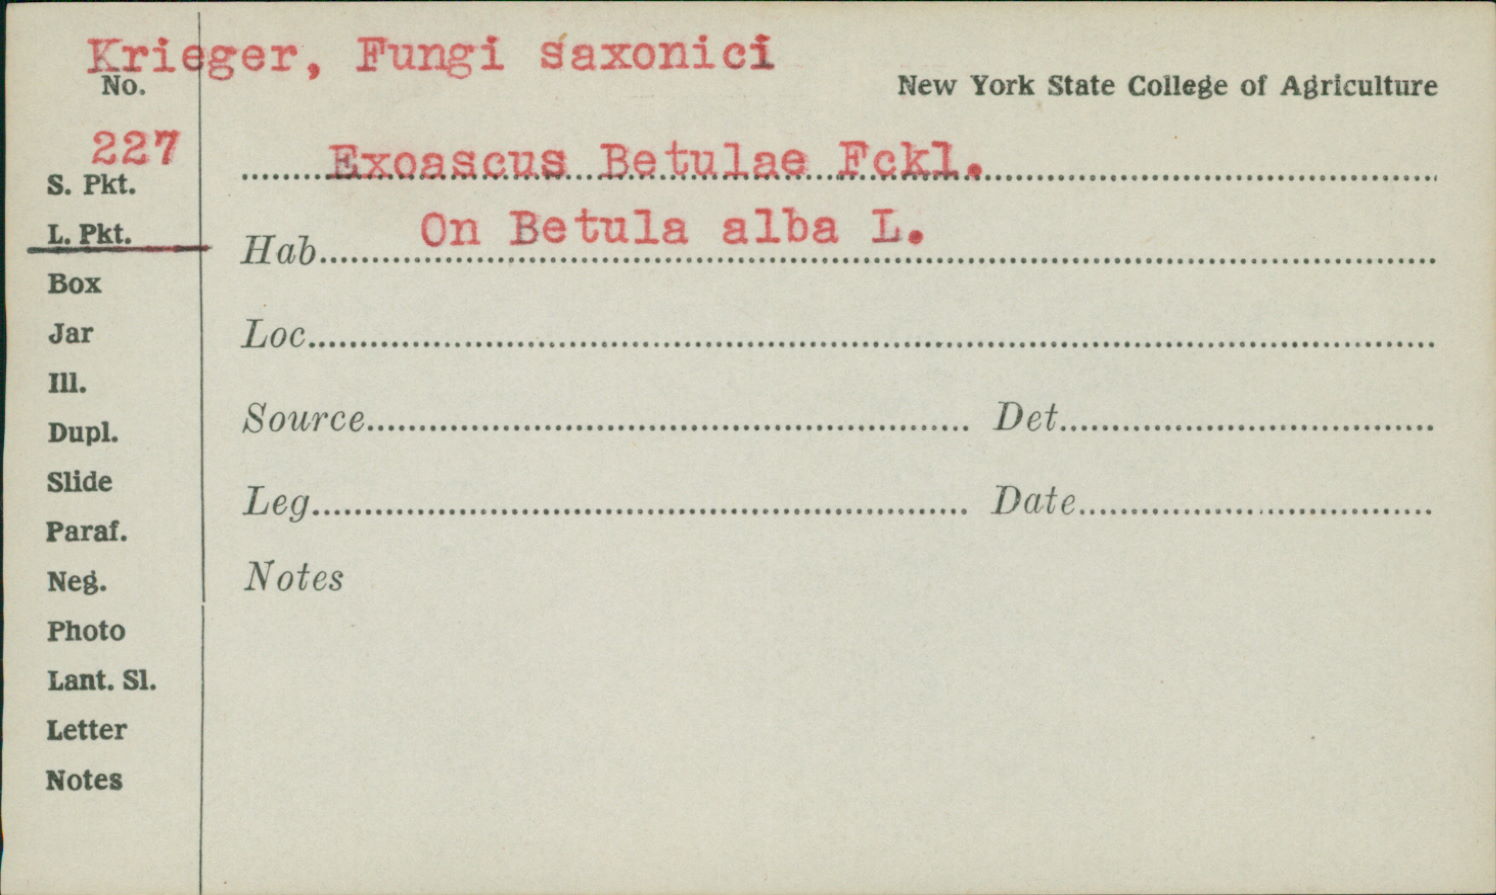 Krieger, Fungi saxonici
No.
New York State College of Agriculture
227
Exoascus Betulae Fckl.
S. Pkt.
On Betula alba L.
L. Pkt.
Hab
Box
Loc
Jar
Ill.
Source Det
Dupl.
Slide
Leg Date
Paraf.
Neg.
Notes
Photo
Lant. Sl.
Letter
Notes